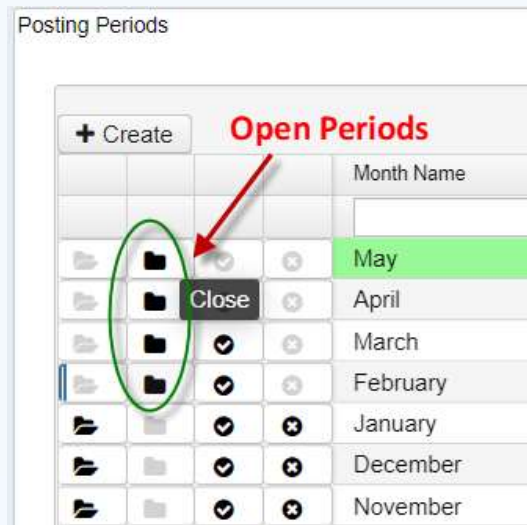 Posting Periods
+ Create
Open Periods
Month Name
May
Close
April
March
February
January
December
November